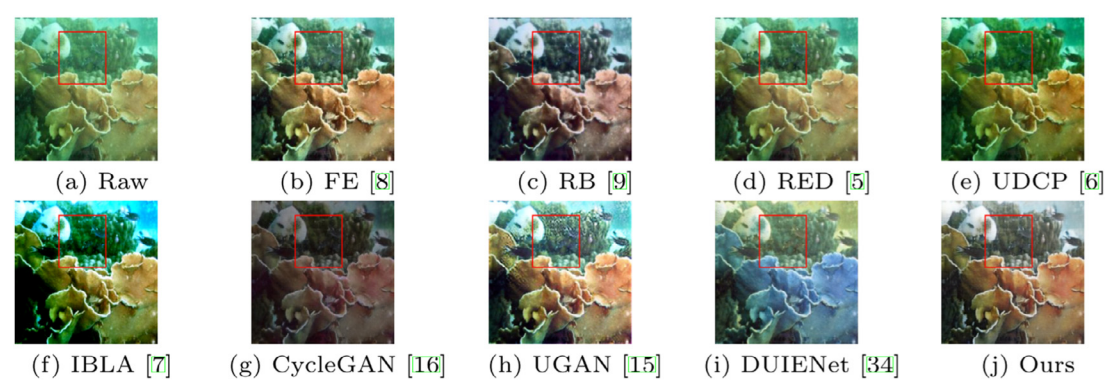 (a) Raw
(b) FE [8]
(c) RB [9]
(d) RED [5]
(e) UDCP [6]
(f) IBLA [7]
(g) CycleGAN [16]
(h) UGAN [15]
(i) DUIENet [34]
(j) Ours